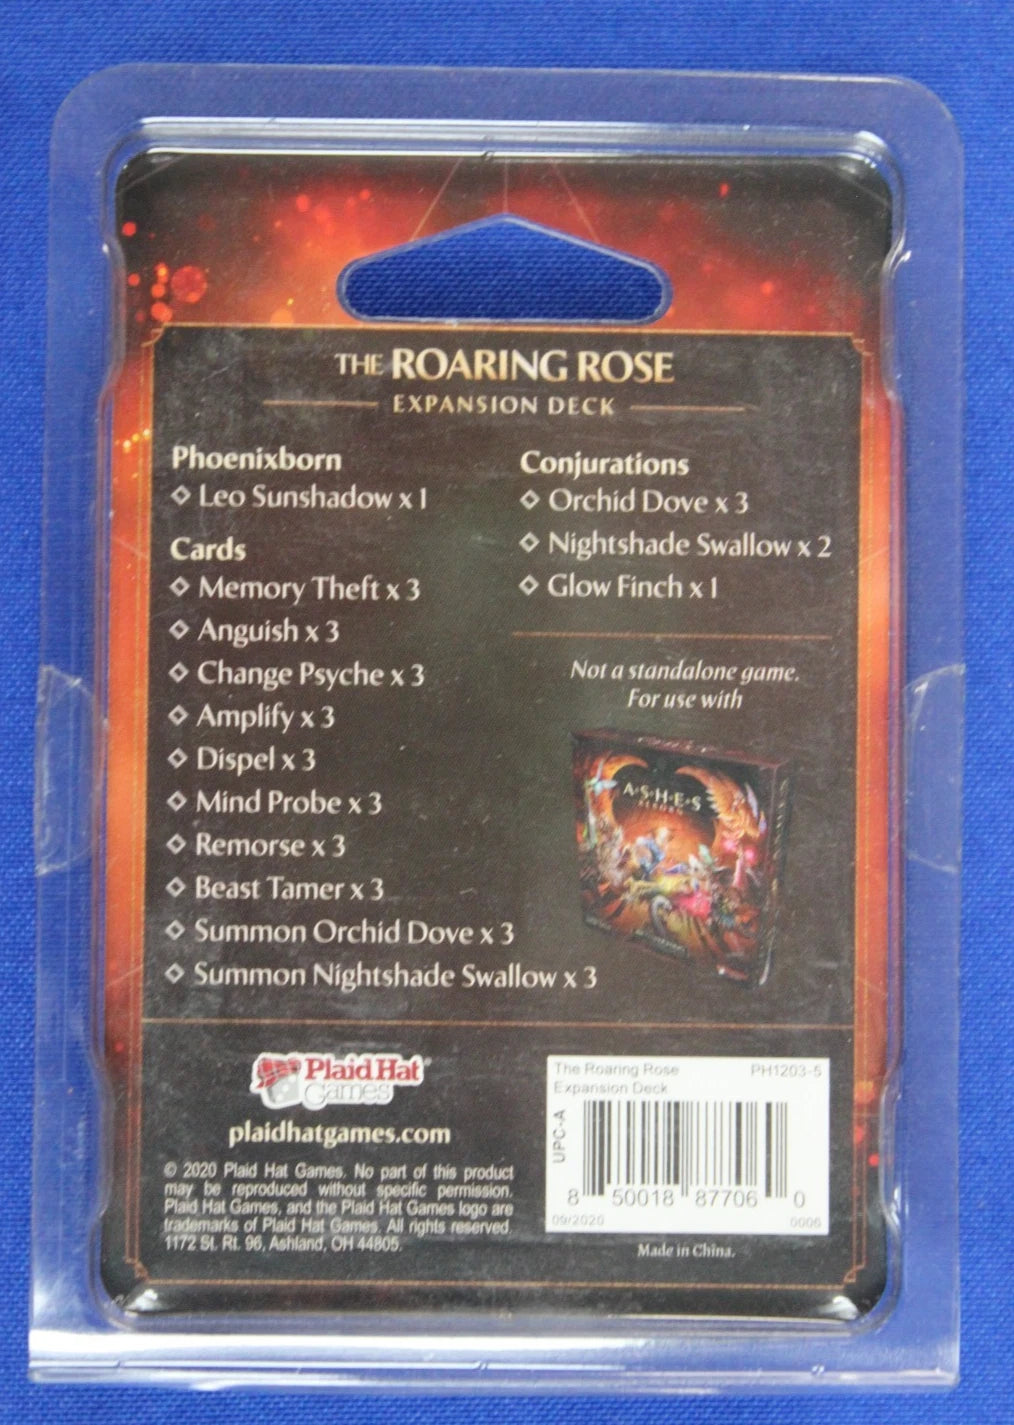 THE ROARING ROSE
EXPANSION DECK
Phoenixborn
◇ Leo Sunshadow x 1
Cards
◇ Memory Theft x 3
◇ Anguish x 3
◇ Change Psyche x 3
◇ Amplify x 3
◇ Dispel x 3
◇ Mind Probe x 3
◇ Remorse x 3
◇ Beast Tamer x 3
◇ Summon Orchid Dove x 3
◇ Summon Nightshade Swallow x 3
Conjurations
◇ Orchid Dove x 3
◇ Nightshade Swallow x 2
◇ Glow Finch x 1
Not a standalone game.
For use with
A·S·H·E·S
REBORN
Plaid Hat
Games
plaidhatgames.com
© 2020 Plaid Hat Games. No part of this product
may be reproduced without specific permission.
Plaid Hat Games, and the Plaid Hat Games logo are
trademarks of Plaid Hat Games. All rights reserved.
1172 St. Rt. 96, Ashland, OH 44805.
The Roaring Rose PH1203-5
Expansion Deck
UPC-A
8 50018 87706 0
09/2020 0006
Made in China.